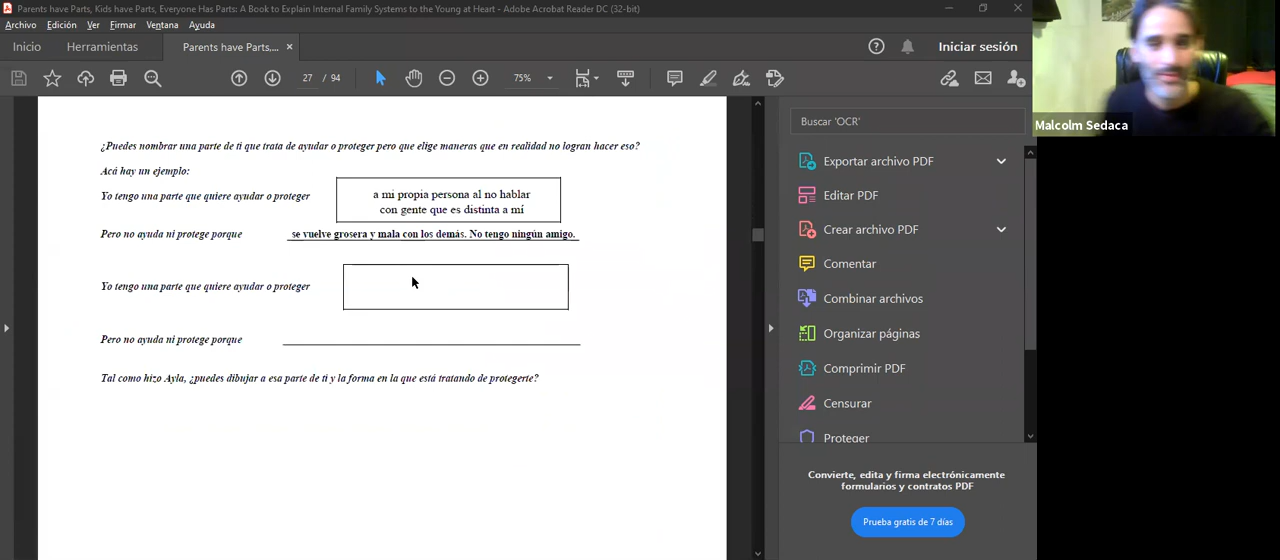 Parents have Parts, Kids have Parts, Everyone Has Parts: A Book to Explain Internal Family Systems to the Young at Heart - Adobe Acrobat Reader DC (32-bit)
Archivo Edición Ver Firmar Ventana Ayuda
Inicio Herramientas Parents have Parts,... × Iniciar sesión
27 / 94 75%
¿Puedes nombrar una parte de ti que trata de ayudar o proteger pero que elige maneras que en realidad no logran hacer eso?
Acá hay un ejemplo:
Yo tengo una parte que quiere ayudar o proteger
a mi propia persona al no hablar
con gente que es distinta a mí
Pero no ayuda ni protege porque se vuelve grosera y mala con los demás. No tengo ningún amigo.
Yo tengo una parte que quiere ayudar o proteger
Pero no ayuda ni protege porque
Tal como hizo Ayla, ¿puedes dibujar a esa parte de ti y la forma en la que está tratando de protegerte?
Buscar 'OCR'
Exportar archivo PDF
Editar PDF
Crear archivo PDF
Comentar
Combinar archivos
Organizar páginas
Comprimir PDF
Censurar
Proteger
Convierte, edita y firma electrónicamente
formularios y contratos PDF
Prueba gratis de 7 días
Malcolm Sedaca